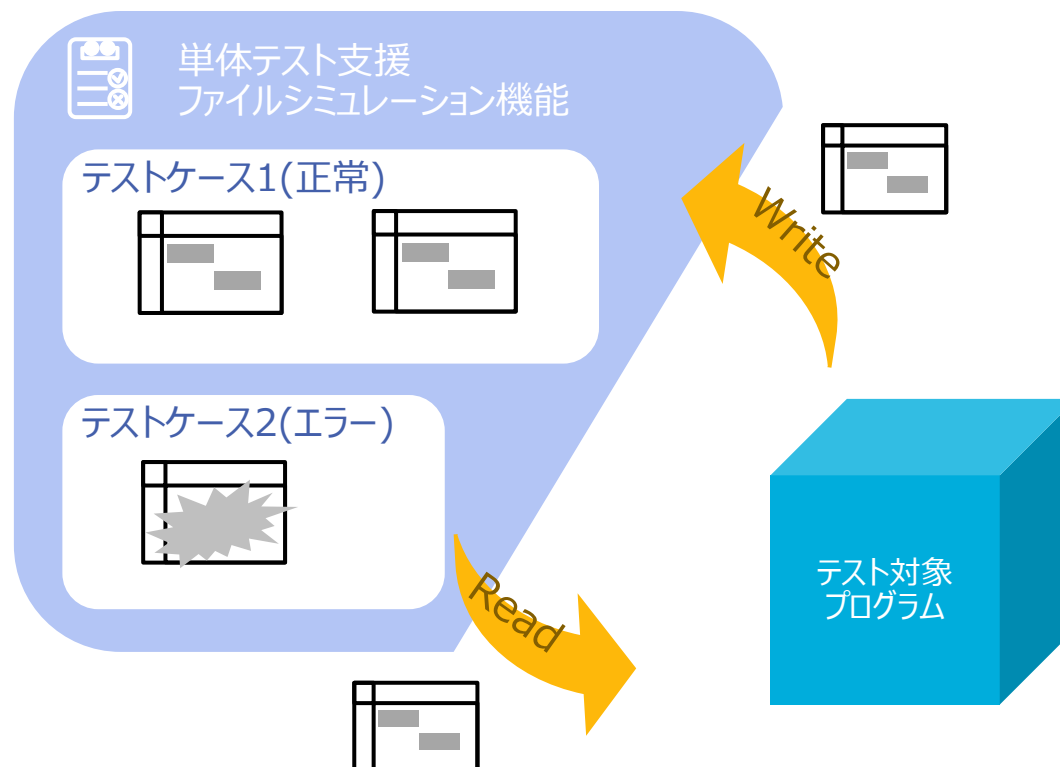 単体テスト支援
ファイルシミュレーション機能
テストケース1(正常)
Write
テストケース2(エラー)
Read
テスト対象
プログラム